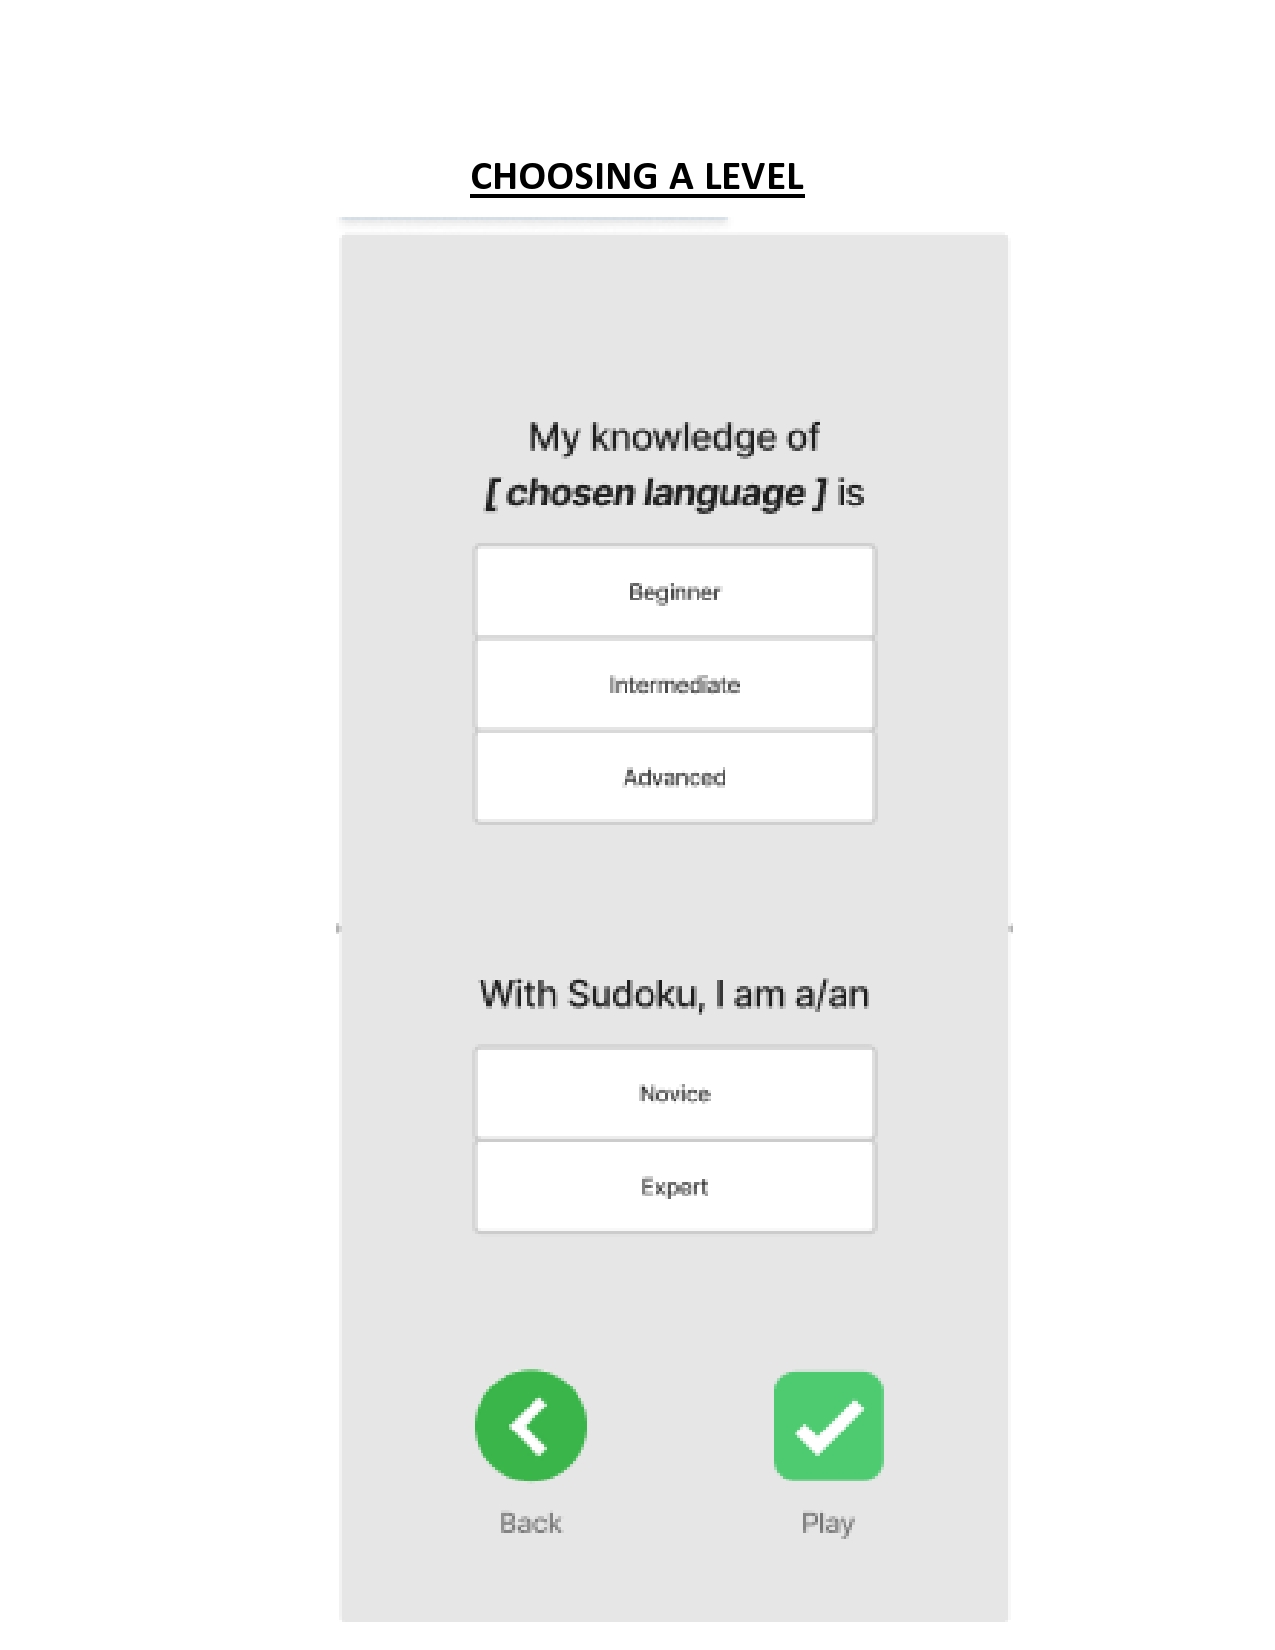 CHOOSING A LEVEL
My knowledge of
[ chosen language ] is
Beginner
Intermediate
Advanced
With Sudoku, I am a/an
Novice
Expert
Back
Play